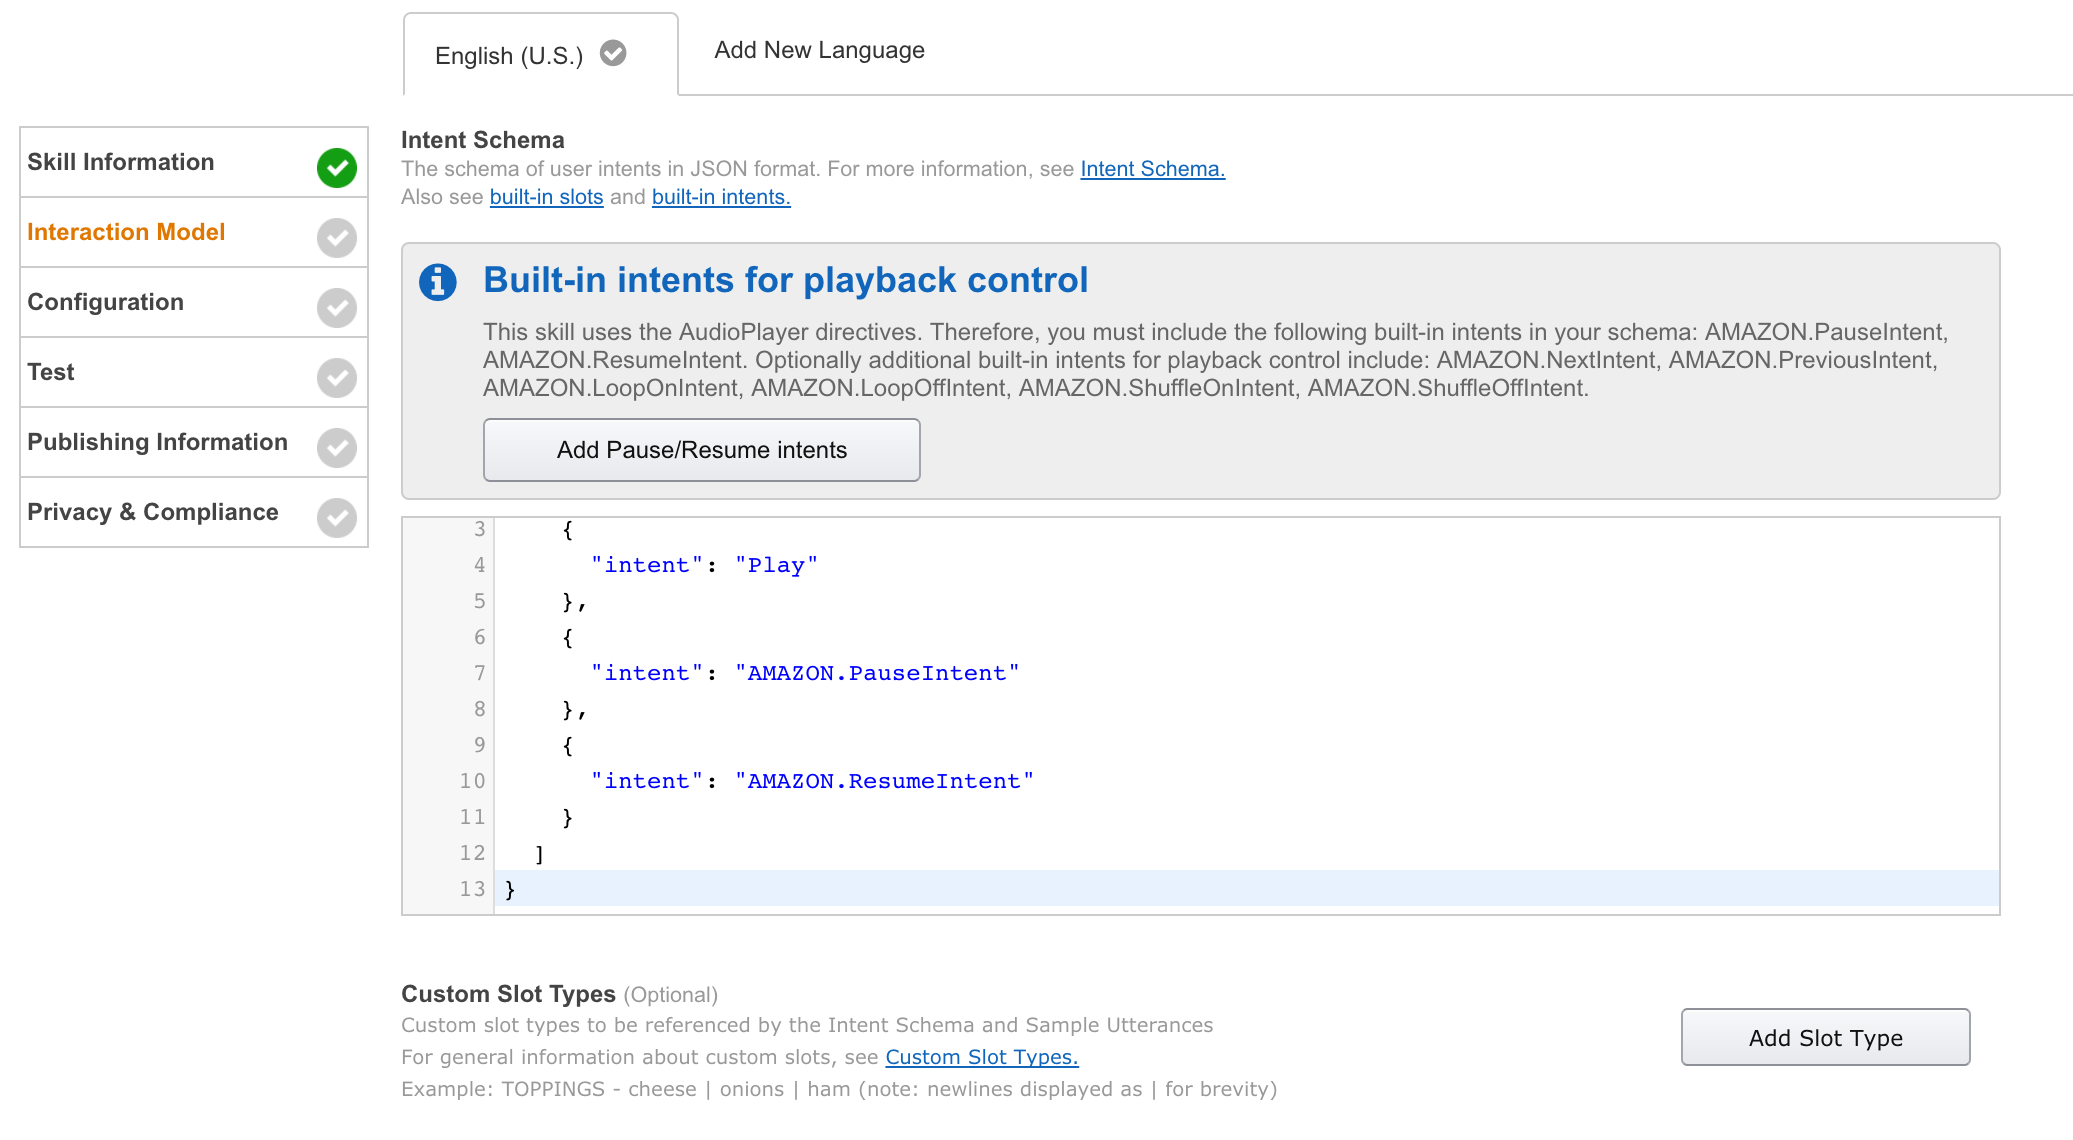 English (U.S.)
Add New Language
Skill Information
Interaction Model
Configuration
Test
Publishing Information
Privacy & Compliance
Intent Schema
The schema of user intents in JSON format. For more information, see Intent Schema.
Also see built-in slots and built-in intents.
Built-in intents for playback control
This skill uses the AudioPlayer directives. Therefore, you must include the following built-in intents in your schema: AMAZON.PauseIntent,
AMAZON.ResumeIntent. Optionally additional built-in intents for playback control include: AMAZON.NextIntent, AMAZON.PreviousIntent,
AMAZON.LoopOnIntent, AMAZON.LoopOffIntent, AMAZON.ShuffleOnIntent, AMAZON.ShuffleOffIntent.
Add Pause/Resume intents
3 {
4 "intent": "Play"
5 },
6 {
7 "intent": "AMAZON.PauseIntent"
8 },
9 {
10 "intent": "AMAZON.ResumeIntent"
11 }
12 ]
13 }
Custom Slot Types (Optional)
Custom slot types to be referenced by the Intent Schema and Sample Utterances
For general information about custom slots, see Custom Slot Types.
Example: TOPPINGS - cheese | onions | ham (note: newlines displayed as | for brevity)
Add Slot Type